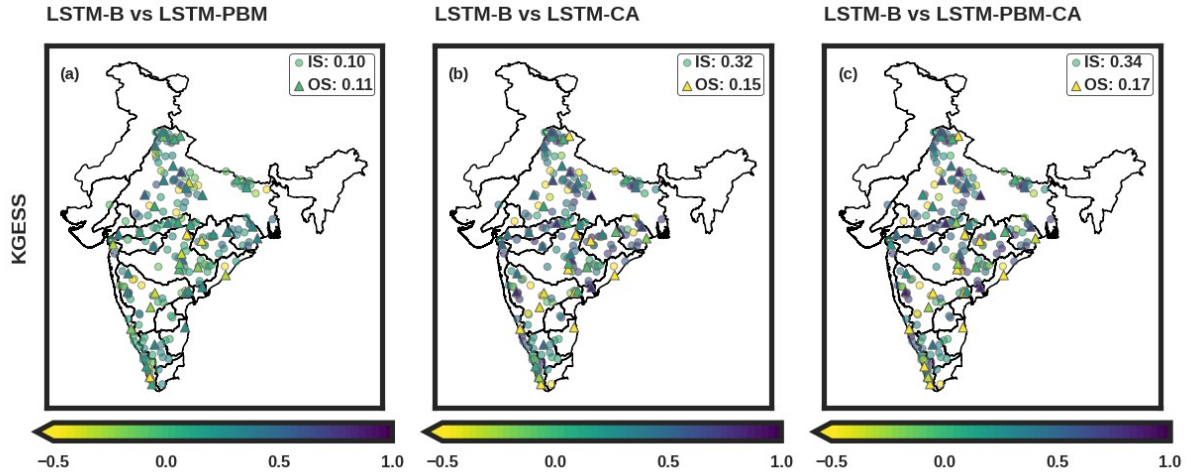 LSTM-B vs LSTM-PBM
LSTM-B vs LSTM-CA
LSTM-B vs LSTM-PBM-CA
KGESS
(a)
IS: 0.10
OS: 0.11
(b)
IS: 0.32
OS: 0.15
(c)
IS: 0.34
OS: 0.17
−0.5 0.0 0.5 1.0
−0.5 0.0 0.5 1.0
−0.5 0.0 0.5 1.0